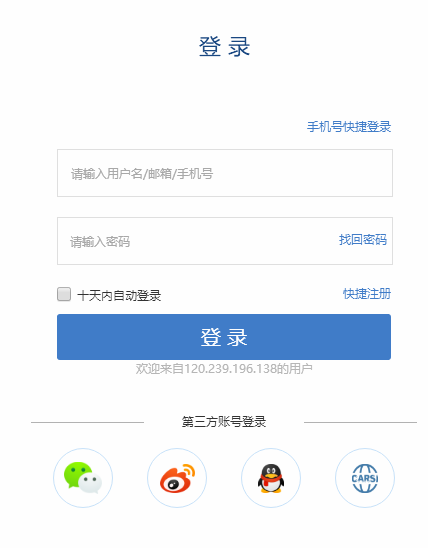 登 录
手机号快捷登录
请输入用户名/邮箱/手机号
请输入密码 找回密码
十天内自动登录 快捷注册
登 录
欢迎来自120.239.196.138的用户
第三方账号登录
CARSI